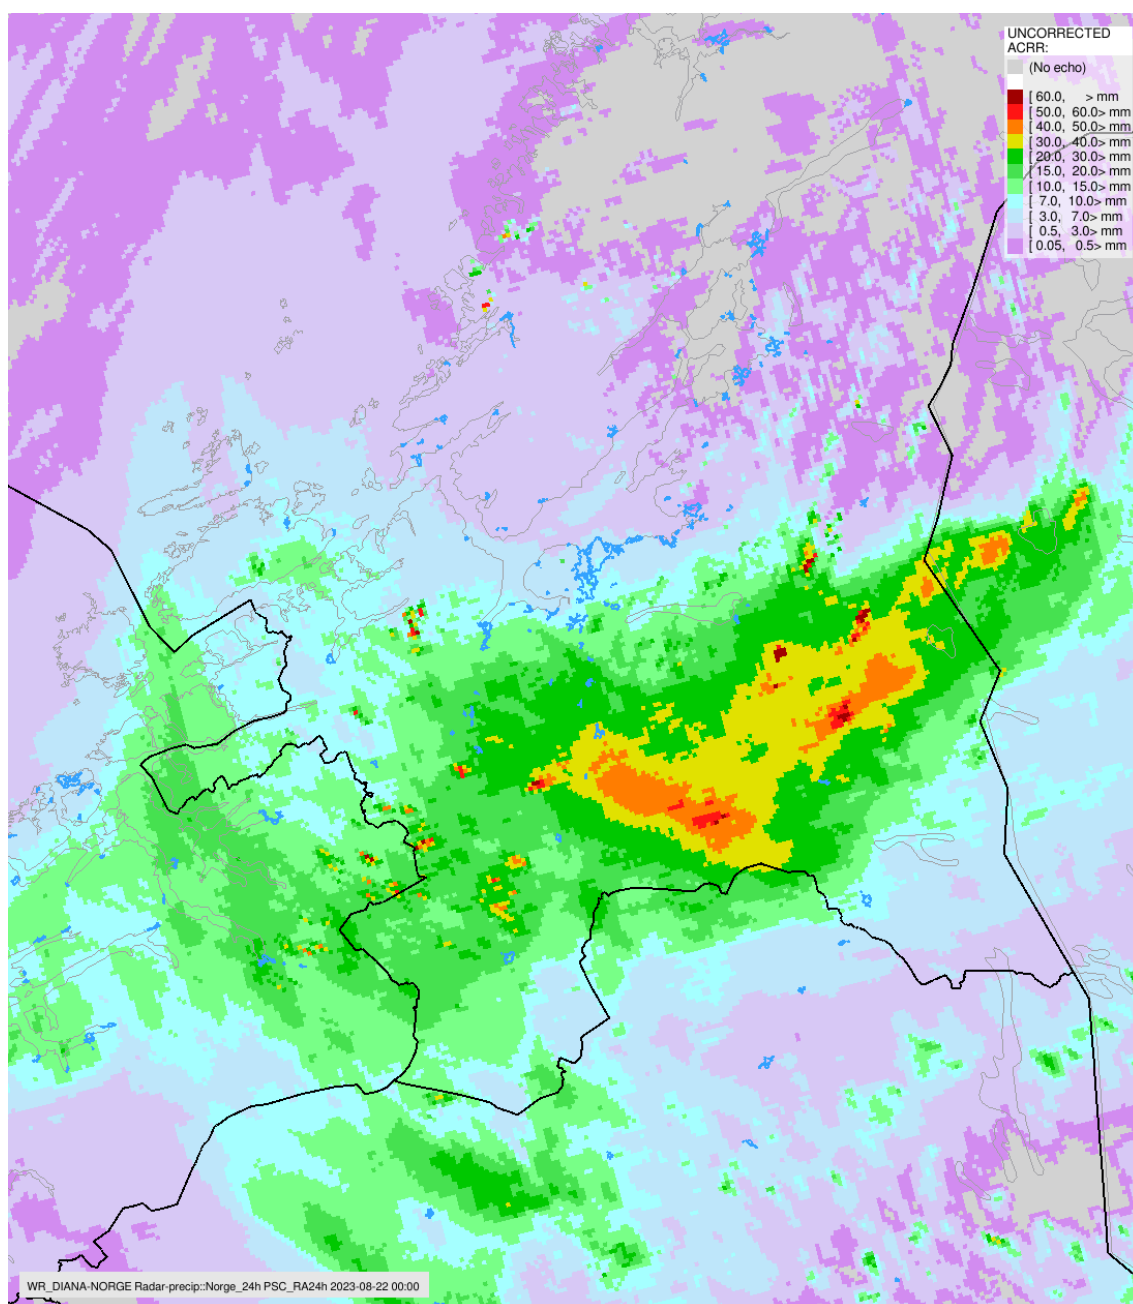 UNCORRECTED
ACRR:
(No echo)
[ 60.0, > mm
[ 50.0, 60.0> mm
[ 40.0, 50.0> mm
[ 30.0, 40.0> mm
[ 20.0, 30.0> mm
[ 15.0, 20.0> mm
[ 10.0, 15.0> mm
[ 7.0, 10.0> mm
[ 3.0, 7.0> mm
[ 0.5, 3.0> mm
[ 0.05, 0.5> mm
WR_DIANA-NORGE Radar-precip::Norge_24h PSC_RA24h 2023-08-22 00:00